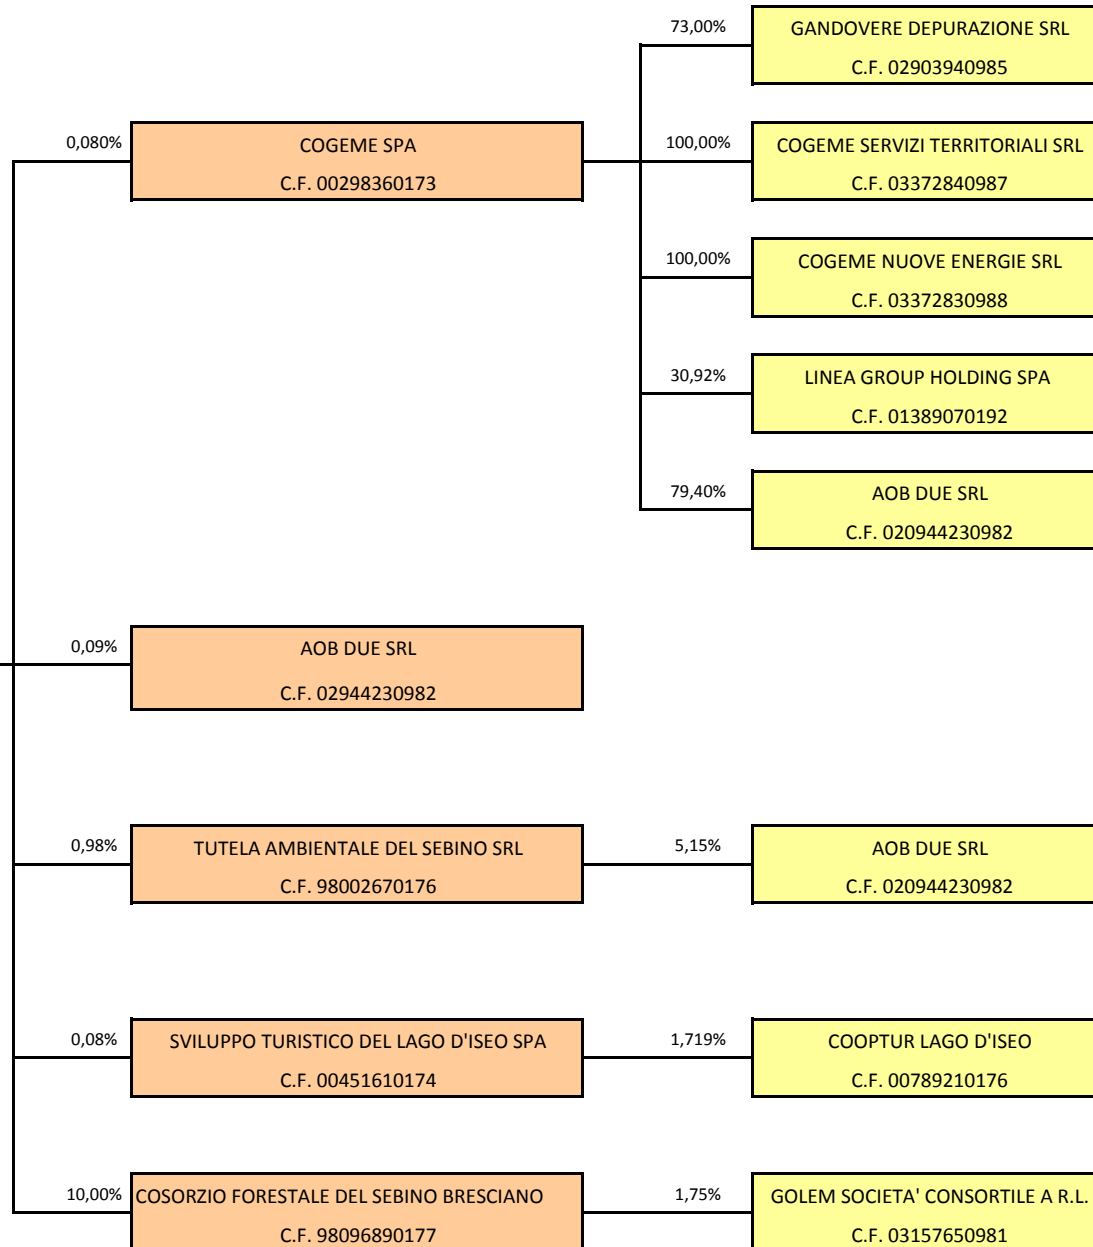 73,00%
GANDOVERE DEPURAZIONE SRL
C.F. 02903940985
0,080%
COGEME SPA
C.F. 00298360173
100,00%
COGEME SERVIZI TERRITORIALI SRL
C.F. 03372840987
100,00%
COGEME NUOVE ENERGIE SRL
C.F. 03372830988
30,92%
LINEA GROUP HOLDING SPA
C.F. 01389070192
79,40%
AOB DUE SRL
C.F. 020944230982
0,09%
AOB DUE SRL
C.F. 02944230982
0,98%
TUTELA AMBIENTALE DEL SEBINO SRL
C.F. 98002670176
5,15%
AOB DUE SRL
C.F. 020944230982
0,08%
SVILUPPO TURISTICO DEL LAGO D'ISEO SPA
C.F. 00451610174
1,719%
COOPTUR LAGO D'ISEO
C.F. 00789210176
10,00%
COSORZIO FORESTALE DEL SEBINO BRESCIANO
C.F. 98096890177
1,75%
GOLEM SOCIETA' CONSORTILE A R.L.
C.F. 03157650981